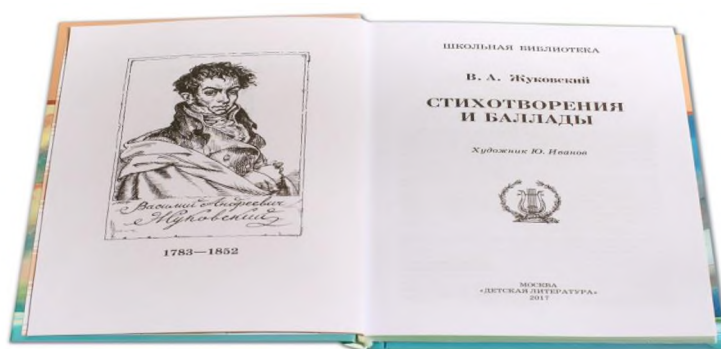 Василий Андреевич
Жуковский
1783—1852
ШКОЛЬНАЯ БИБЛИОТЕКА
В. А. Жуковский
СТИХОТВОРЕНИЯ
И БАЛЛАДЫ
Художник Ю. Иванов
МОСКВА
«ДЕТСКАЯ ЛИТЕРАТУРА»
2017